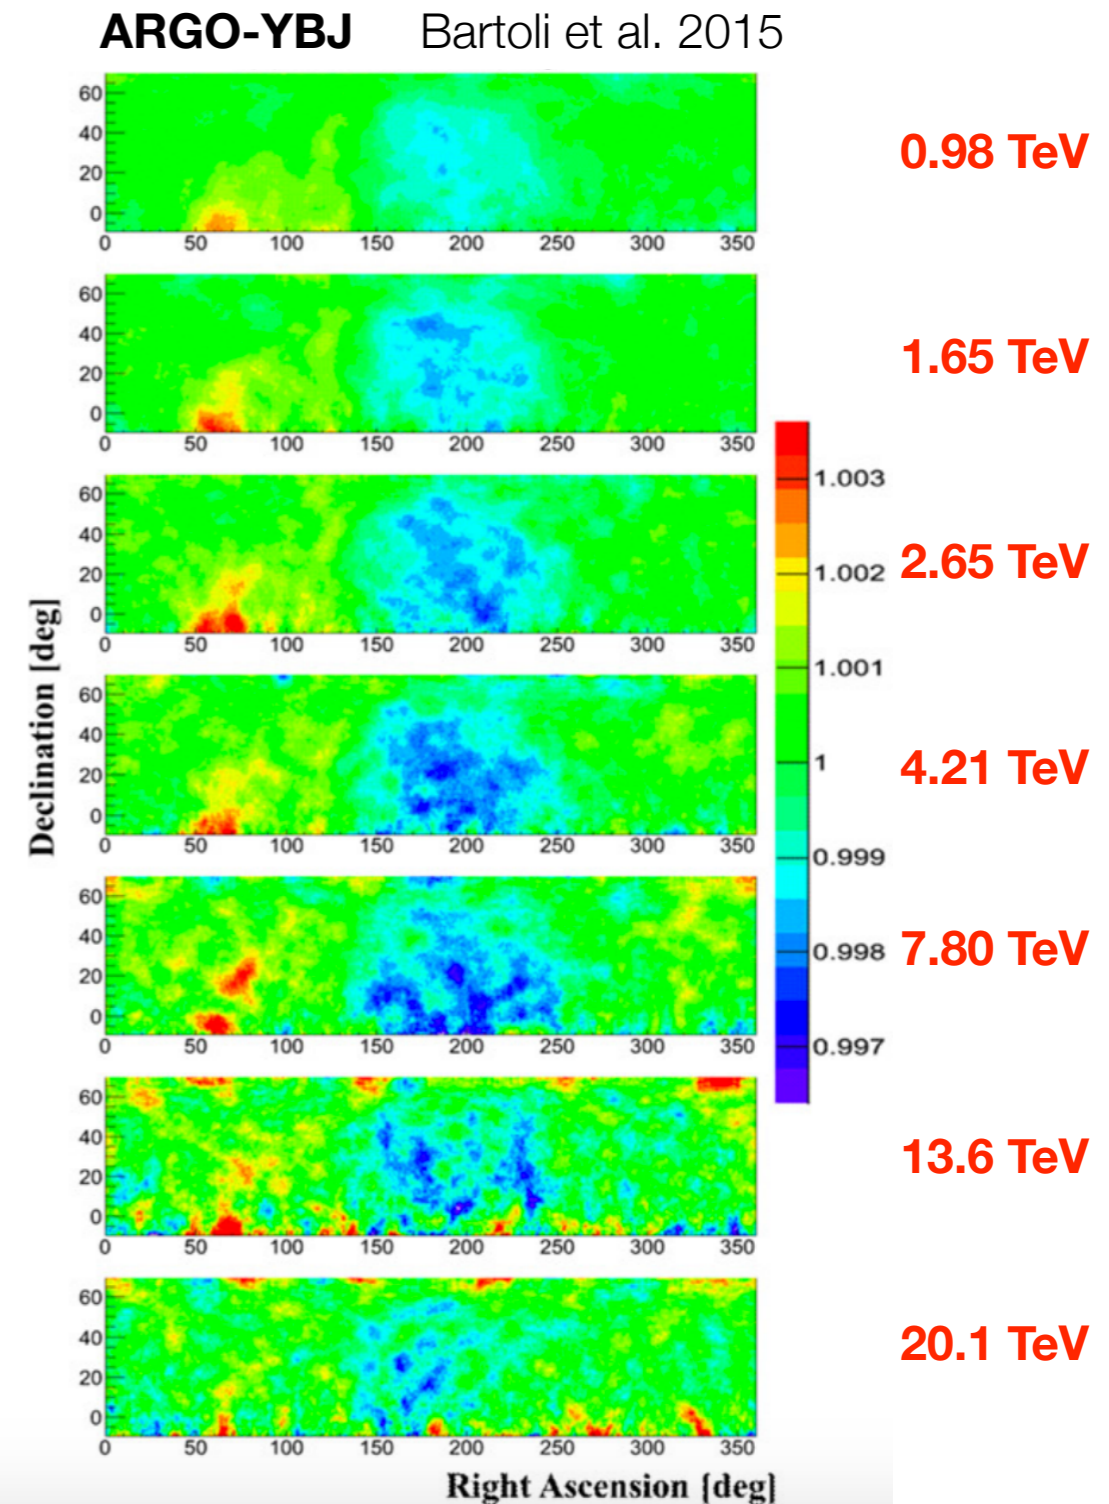 ARGO-YBJ Bartoli et al. 2015
60
40
20
0
0 50 100 150 200 250 300 350
0.98 TeV
60
40
20
0
0 50 100 150 200 250 300 350
1.65 TeV
60
40
20
0
0 50 100 150 200 250 300 350
2.65 TeV
60
40
20
0
0 50 100 150 200 250 300 350
4.21 TeV
60
40
20
0
0 50 100 150 200 250 300 350
7.80 TeV
60
40
20
0
0 50 100 150 200 250 300 350
13.6 TeV
60
40
20
0
0 50 100 150 200 250 300 350
20.1 TeV
1.003
1.002
1.001
1
0.999
0.998
0.997
Declination [deg]
Right Ascension [deg]